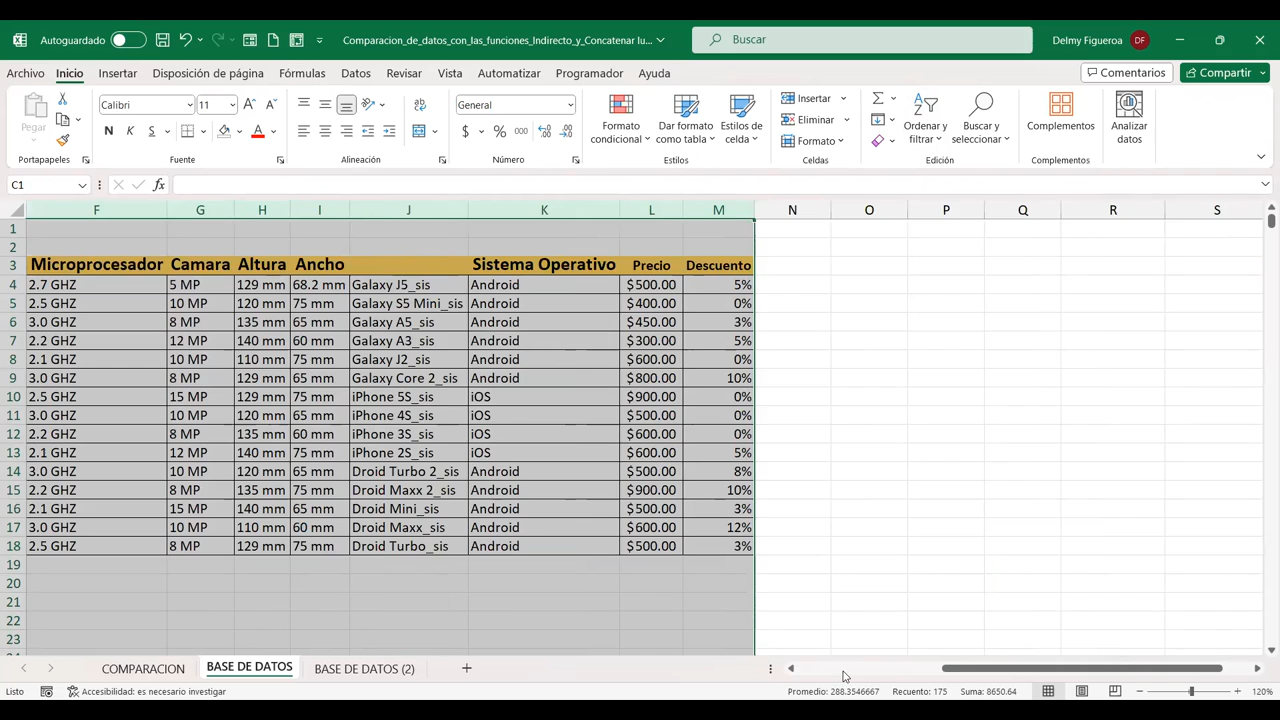 Autoguardado
Comparacion_de_datos_con_las_funciones_Indirecto_y_Concatenar lu...
Buscar
Delmy Figueroa
DF
Archivo Inicio Insertar Disposición de página Fórmulas Datos Revisar Vista Automatizar Programador Ayuda
Comentarios
Compartir
Pegar
Portapapeles
Calibri 11
N K S
Fuente
Alineación
General
$ % 000
Número
Formato condicional
Dar formato como tabla
Estilos de celda
Estilos
Insertar
Eliminar
Formato
Celdas
Ordenar y filtrar
Buscar y seleccionar
Edición
Complementos
Complementos
Analizar datos
C1
fx
F G H I J K L M N O P Q R S
1
2
3 Microprocesador Camara Altura Ancho Sistema Operativo Precio Descuento
4 2.7 GHZ 5 MP 129 mm 68.2 mm Galaxy J5_sis Android $500.00 5%
5 2.5 GHZ 10 MP 120 mm 75 mm Galaxy S5 Mini_sis Android $400.00 0%
6 3.0 GHZ 8 MP 135 mm 65 mm Galaxy A5_sis Android $450.00 3%
7 2.2 GHZ 12 MP 140 mm 60 mm Galaxy A3_sis Android $300.00 5%
8 2.1 GHZ 10 MP 110 mm 75 mm Galaxy J2_sis Android $600.00 0%
9 3.0 GHZ 8 MP 129 mm 65 mm Galaxy Core 2_sis Android $800.00 10%
10 2.5 GHZ 15 MP 129 mm 75 mm iPhone 5S_sis iOS $900.00 0%
11 3.0 GHZ 10 MP 120 mm 65 mm iPhone 4S_sis iOS $500.00 0%
12 2.2 GHZ 8 MP 135 mm 60 mm iPhone 3S_sis iOS $600.00 0%
13 2.1 GHZ 12 MP 140 mm 75 mm iPhone 2S_sis iOS $600.00 5%
14 3.0 GHZ 10 MP 120 mm 65 mm Droid Turbo 2_sis Android $500.00 8%
15 2.2 GHZ 8 MP 135 mm 75 mm Droid Maxx 2_sis Android $900.00 10%
16 2.1 GHZ 15 MP 140 mm 65 mm Droid Mini_sis Android $500.00 3%
17 3.0 GHZ 10 MP 110 mm 60 mm Droid Maxx_sis Android $600.00 12%
18 2.5 GHZ 8 MP 129 mm 75 mm Droid Turbo_sis Android $500.00 3%
19
20
21
22
23
COMPARACION BASE DE DATOS BASE DE DATOS (2)
Listo
Accesibilidad: es necesario investigar
Promedio: 288.3546667 Recuento: 175 Suma: 8650.64
120%